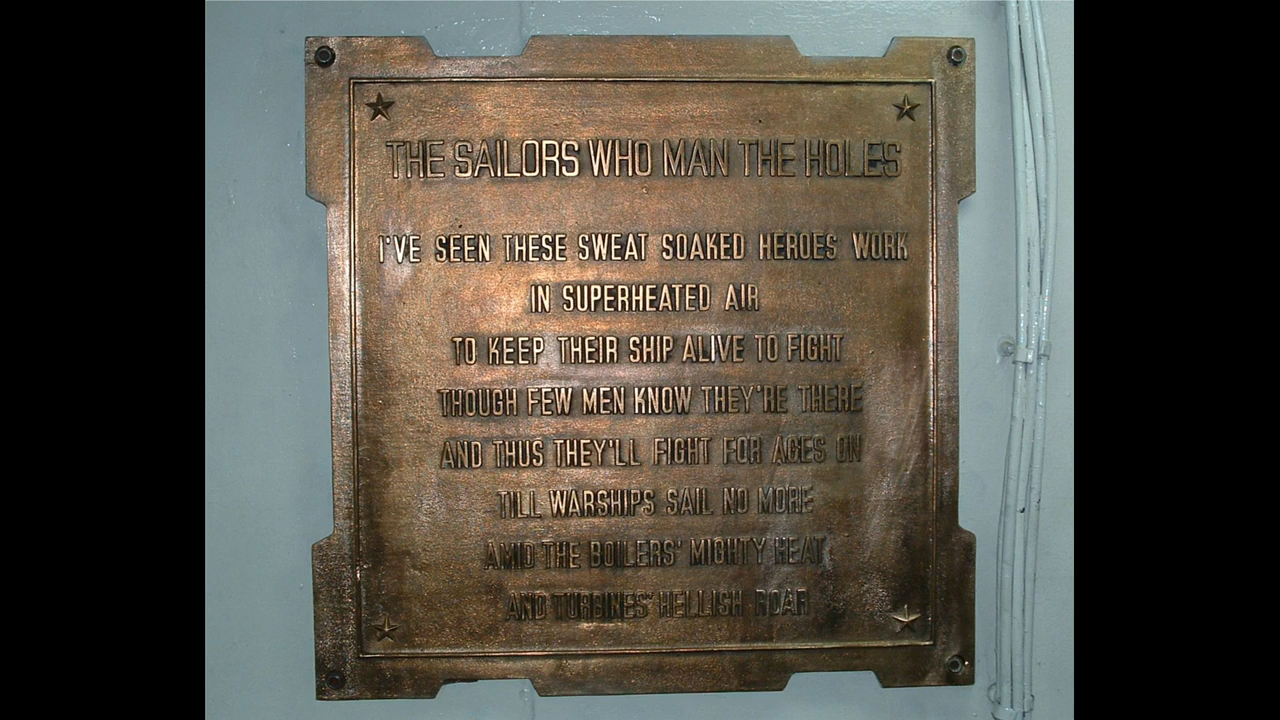 THE SAILORS WHO MAN THE HOLES
I'VE SEEN THESE SWEAT SOAKED HEROES WORK
IN SUPERHEATED AIR
TO KEEP THEIR SHIP ALIVE TO FIGHT
THOUGH FEW MEN KNOW THEY'RE THERE
AND THUS THEY'LL FIGHT FOR AGES ON
TILL WARSHIPS SAIL NO MORE
AMID THE BOILERS' MIGHTY HEAT
AND TURBINES' HELLISH ROAR